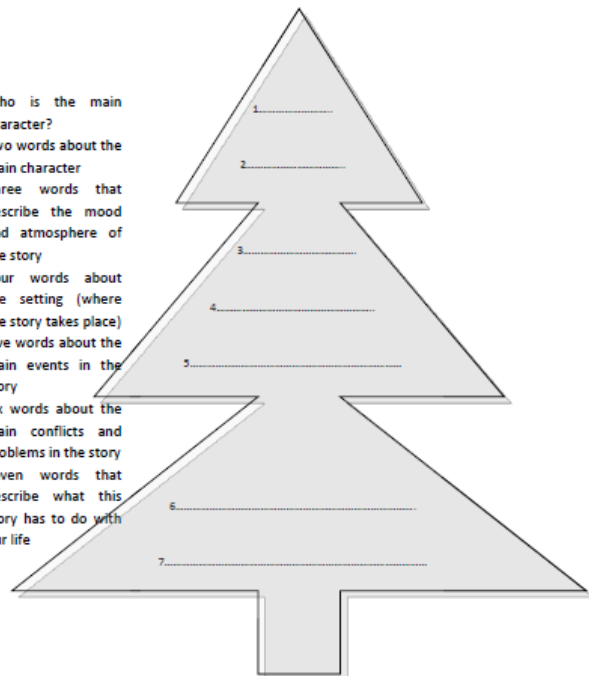 ho is the main
aracter?
wo words about the
ain character
hree words that
escribe the mood
nd atmosphere of
e story
our words about
e setting (where
e story takes place)
ve words about the
ain events in the
ory
x words about the
ain conflicts and
oblems in the story
even words that
escribe what this
ory has to do with
ur life
1..............................
2..............................
3..............................
4..............................
5..............................
6..............................
7..............................